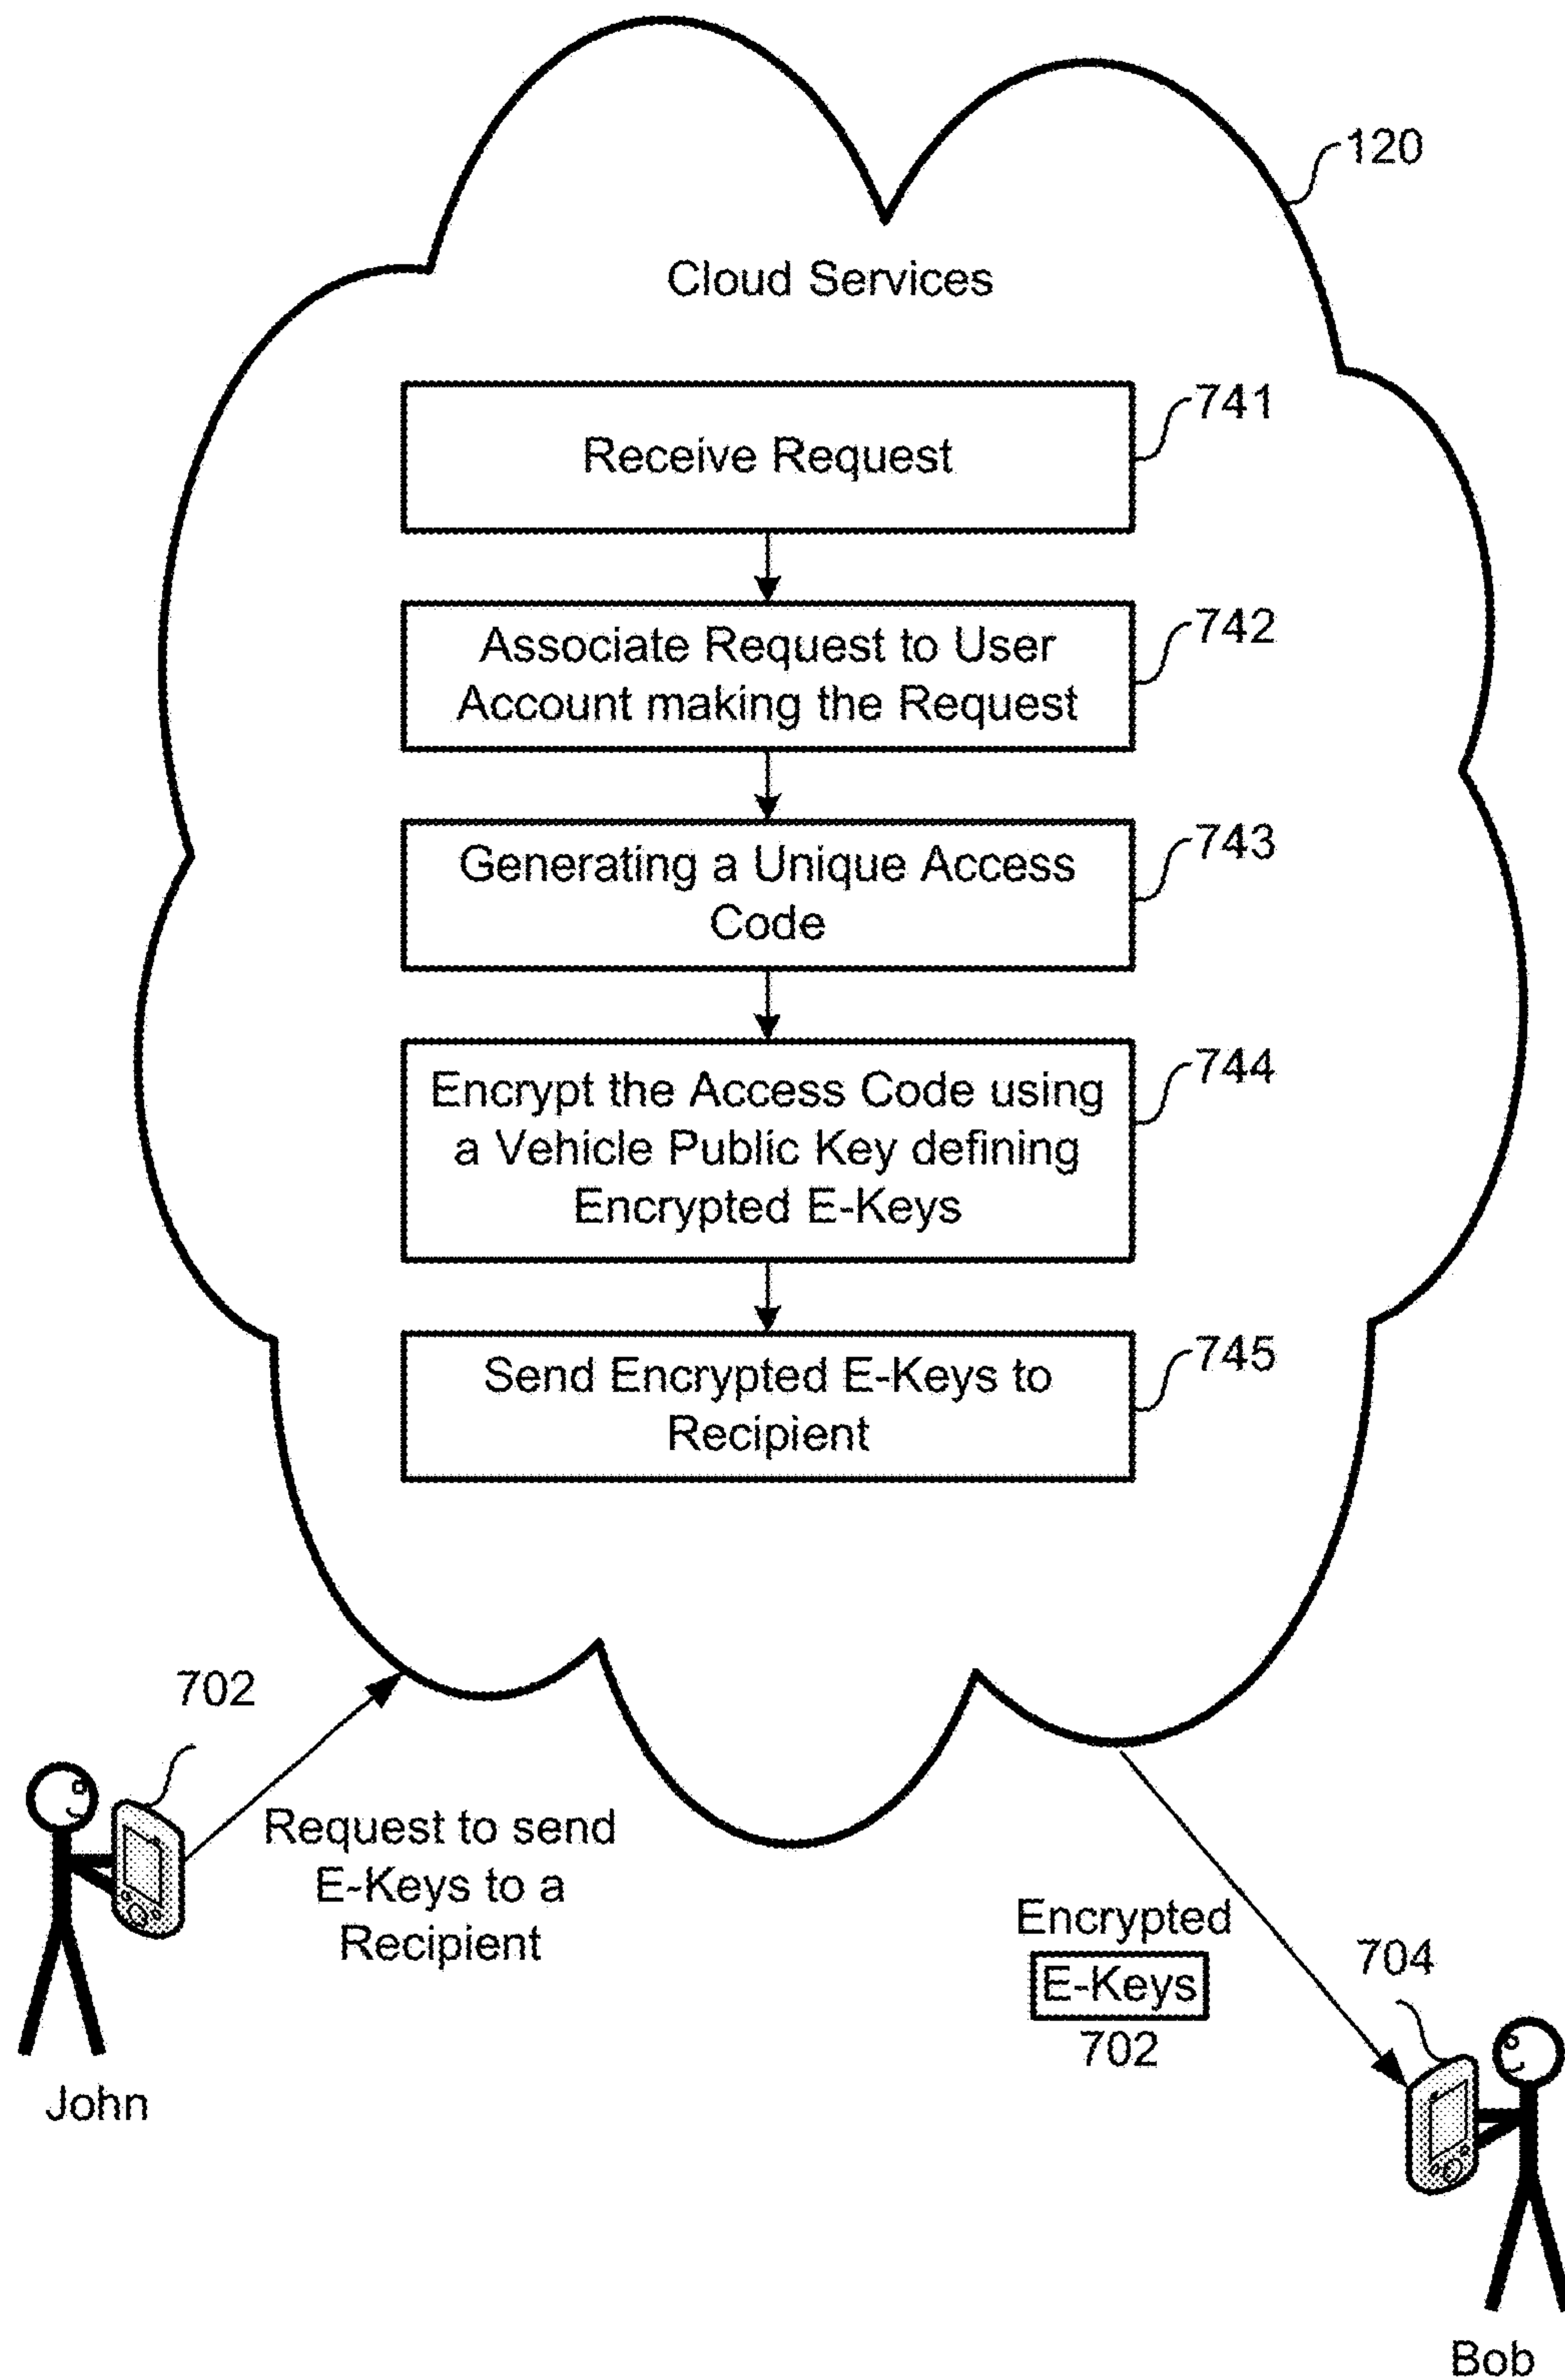 120
Cloud Services
741
Receive Request
742
Associate Request to User
Account making the Request
743
Generating a Unique Access
Code
744
Encrypt the Access Code using
a Vehicle Public Key defining
Encrypted E-Keys
745
Send Encrypted E-Keys to
Recipient
702
Request to send
E-Keys to a
Recipient
John
Encrypted
E-Keys
702
704
Bob